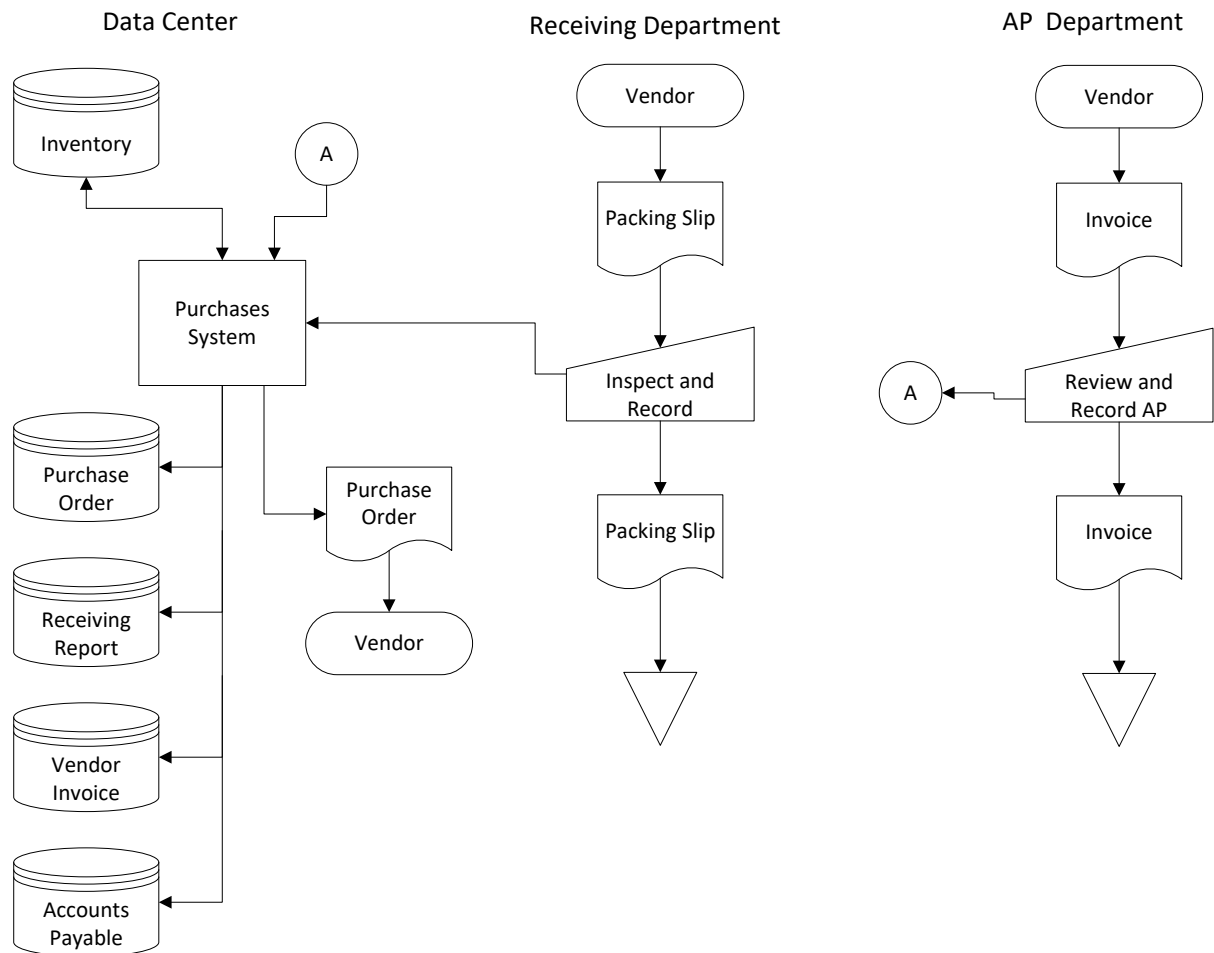 Data Center
Receiving Department
AP Department
Inventory
A
Vendor
Vendor
Packing Slip
Invoice
Purchases
System
Inspect and
Record
A
Review and
Record AP
Purchase
Order
Purchase
Order
Packing Slip
Invoice
Receiving
Report
Vendor
Vendor
Invoice
Accounts
Payable